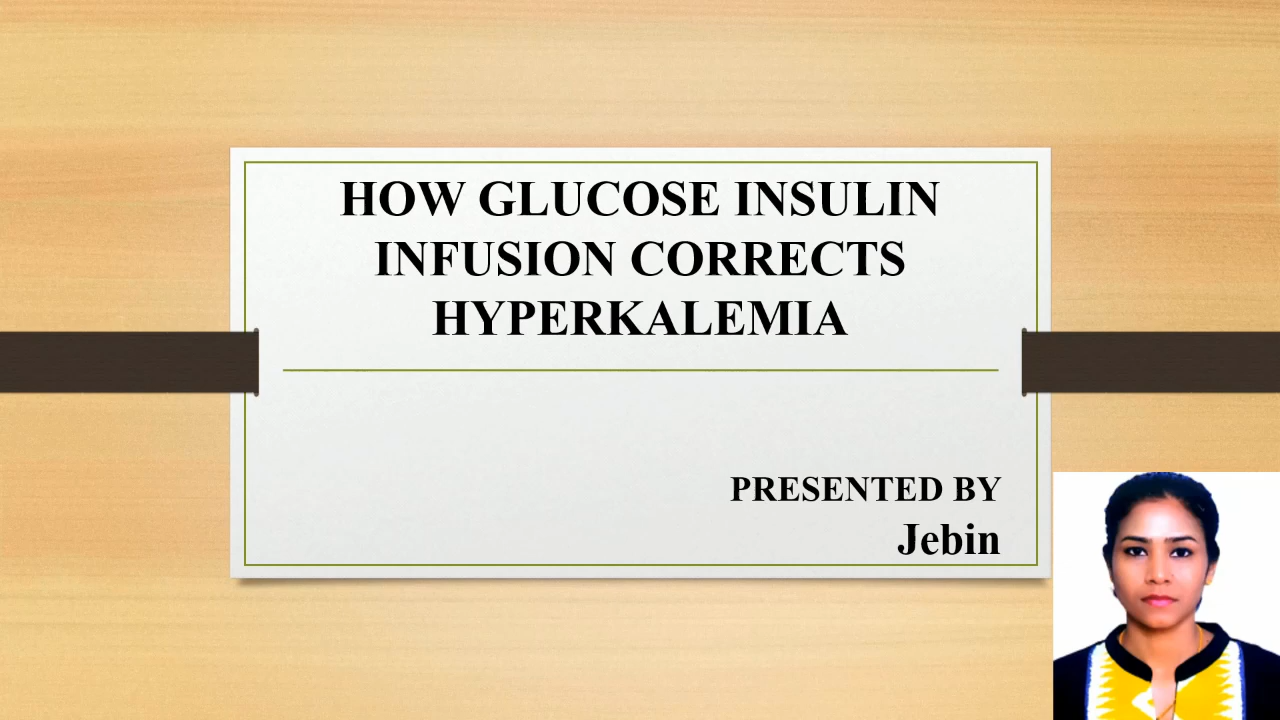 HOW GLUCOSE INSULIN
INFUSION CORRECTS
HYPERKALEMIA
PRESENTED BY
Jebin